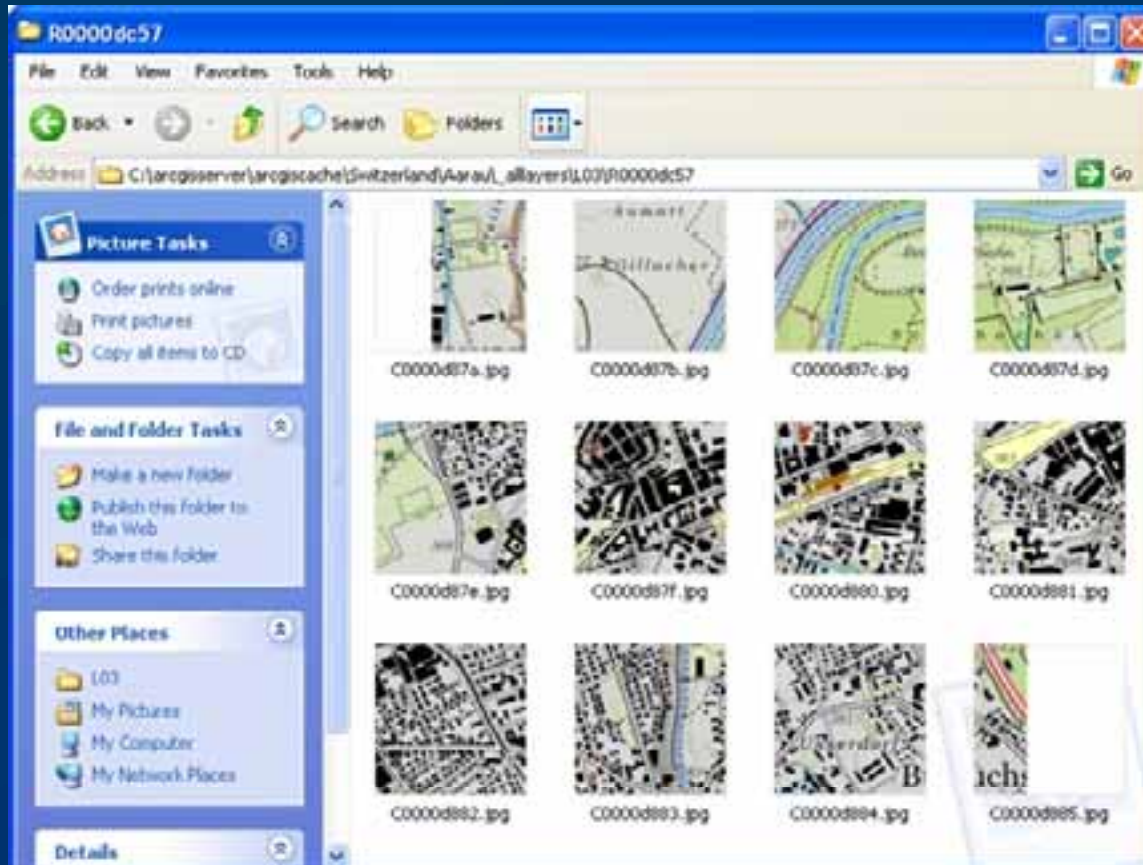 R0000dc57
File Edit View Favorites Tools Help
Back Search Folders
Address C:\arcgisserver\arcgiscache\Switzerland\Aarau\_alllayers\L03\R0000dc57 Go
Picture Tasks
Order prints online
Print pictures
Copy all items to CD
File and Folder Tasks
Make a new folder
Publish this folder to
the Web
Share this folder
Other Places
L03
My Pictures
My Computer
My Network Places
Details
C0000d87a.jpg C0000d87b.jpg C0000d87c.jpg C0000d87d.jpg
C0000d87e.jpg C0000d87f.jpg C0000d880.jpg C0000d881.jpg
C0000d882.jpg C0000d883.jpg C0000d884.jpg C0000d885.jpg